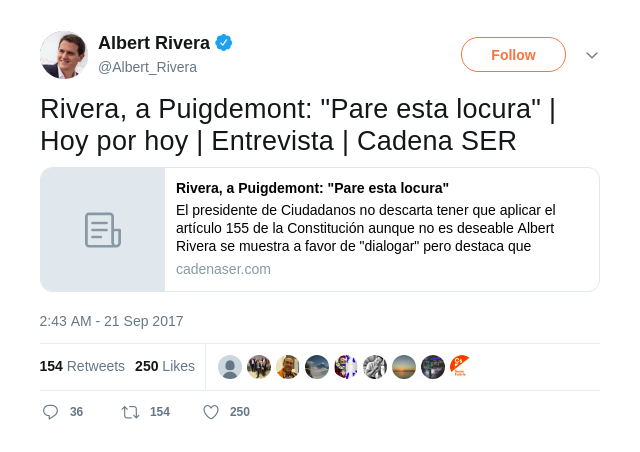 Albert Rivera
@Albert_Rivera
Follow
Rivera, a Puigdemont: "Pare esta locura" |
Hoy por hoy | Entrevista | Cadena SER
Rivera, a Puigdemont: "Pare esta locura"
El presidente de Ciudadanos no descarta tener que aplicar el
artículo 155 de la Constitución aunque no es deseable Albert
Rivera se muestra a favor de "dialogar" pero destaca que
cadenaser.com
2:43 AM - 21 Sep 2017
154 Retweets 250 Likes
36 154 250